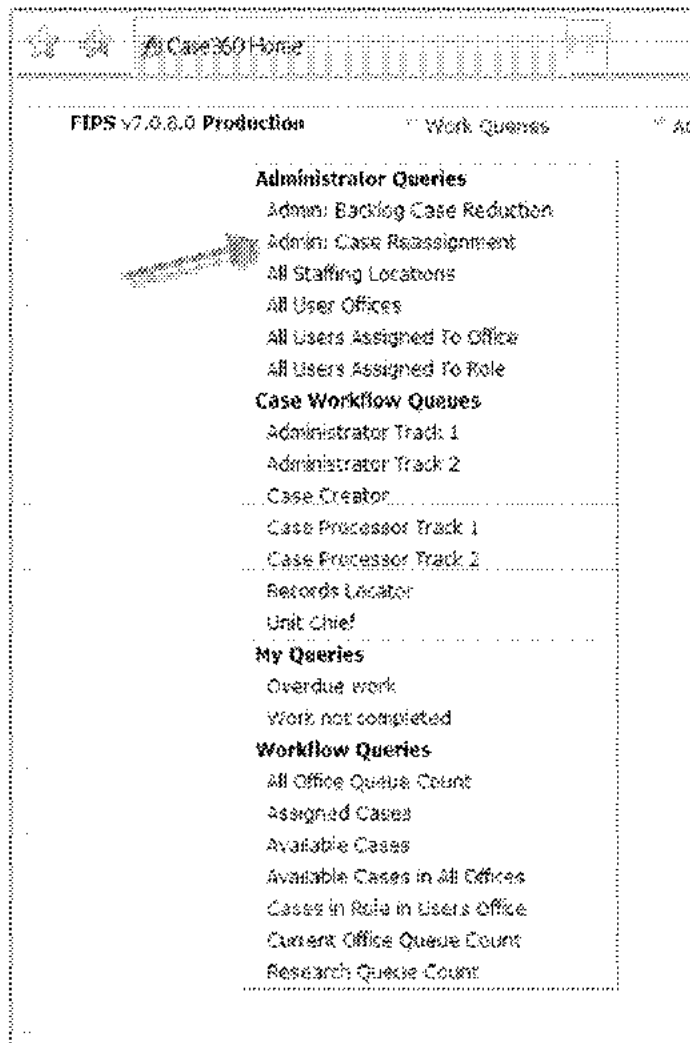 Case360 Home
FIPS v7.0.8.0 Production Work Queries
Administrator Queries
Admin: Backlog Case Reduction
Admin: Case Reassignment
All Staffing Locations
All User Offices
All Users Assigned To Office
All Users Assigned To Role
Case Workflow Queues
Administrator Track 1
Administrator Track 2
Case Creator
Case Processor Track 1
Case Processor Track 2
Records Locator
Unit Chief
My Queries
Overdue work
Work not completed
Workflow Queries
All Office Queue Count
Assigned Cases
Available Cases
Available Cases in All Offices
Cases in Role in Users Office
Current Office Queue Count
Research Queue Count